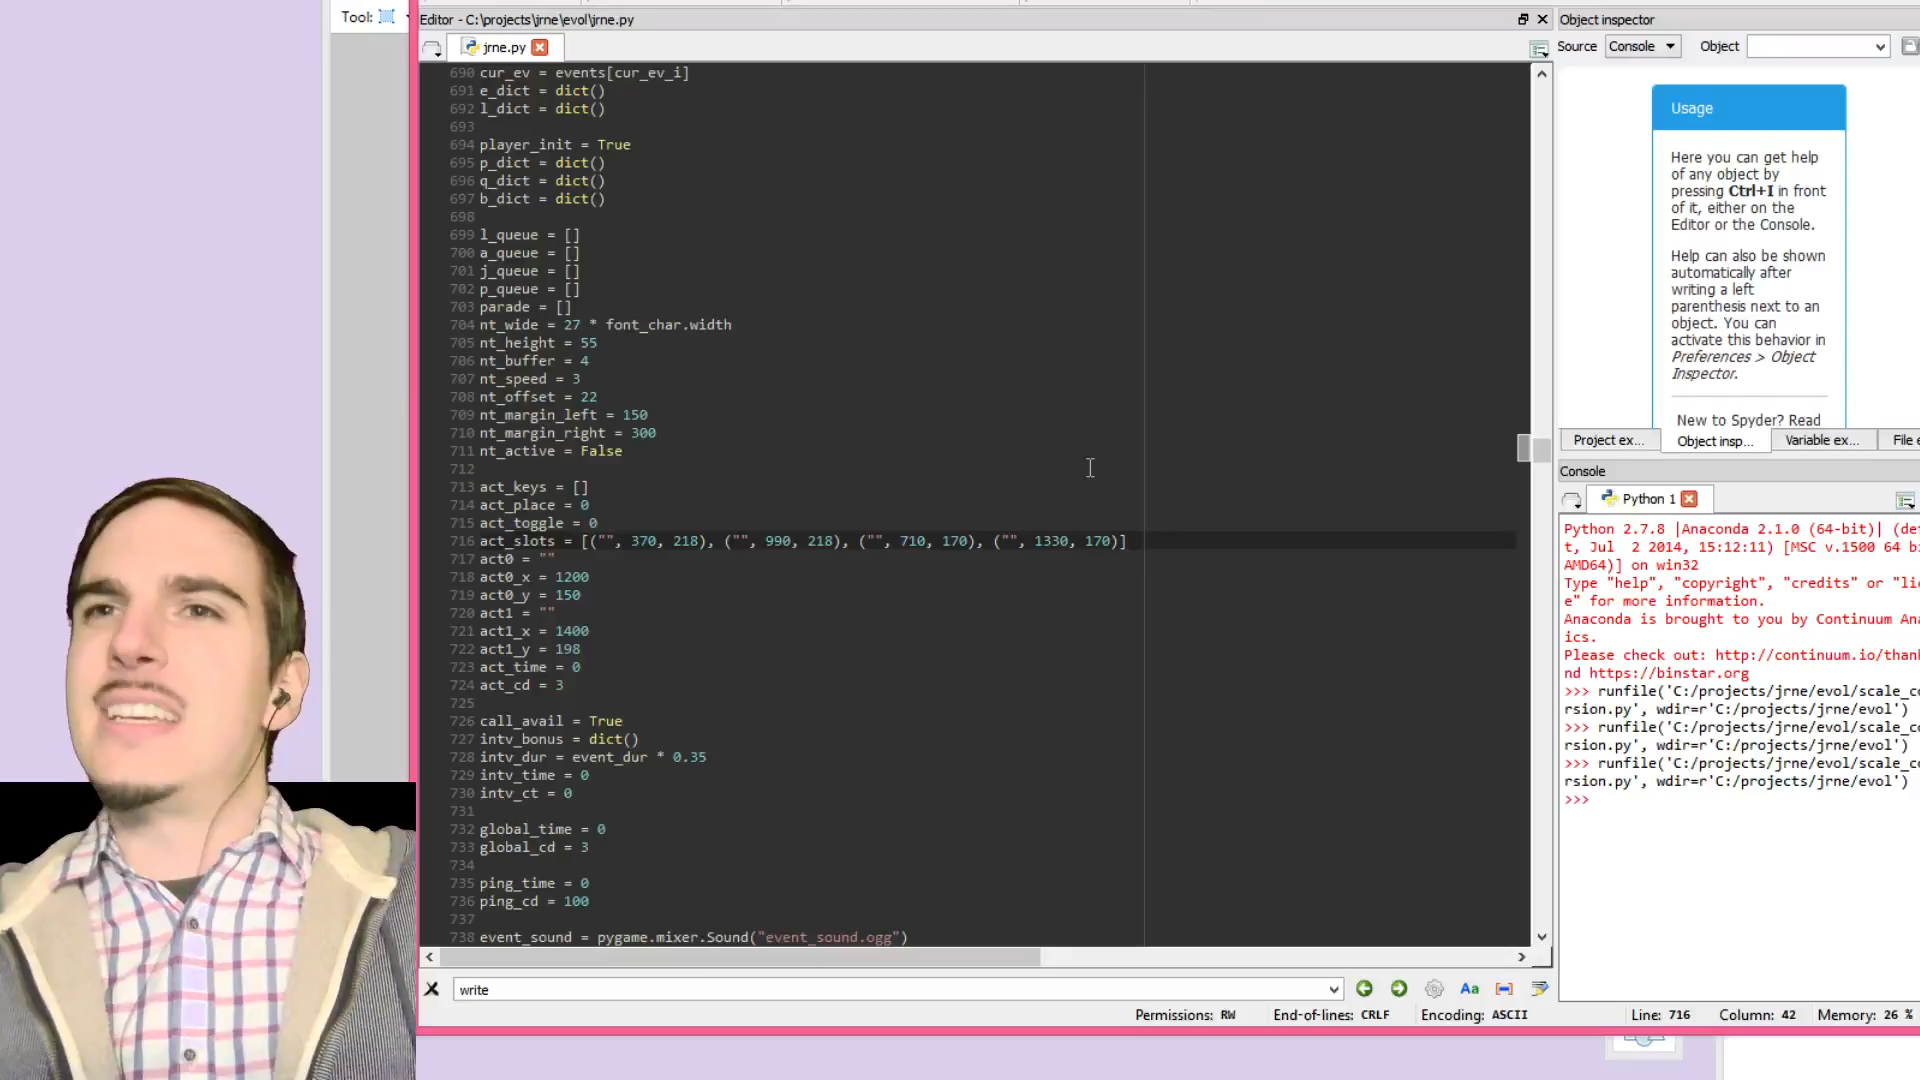 Tool:
Editor - C:\projects\jrne\evol\jrne.py
jrne.py
690 cur_ev = events[cur_ev_i]
691 e_dict = dict()
692 l_dict = dict()
693
694 player_init = True
695 p_dict = dict()
696 q_dict = dict()
697 b_dict = dict()
698
699 l_queue = []
700 a_queue = []
701 j_queue = []
702 p_queue = []
703 parade = []
704 nt_wide = 27 * font_char.width
705 nt_height = 55
706 nt_buffer = 4
707 nt_speed = 3
708 nt_offset = 22
709 nt_margin_left = 150
710 nt_margin_right = 300
711 nt_active = False
712
713 act_keys = []
714 act_place = 0
715 act_toggle = 0
716 act_slots = [("", 370, 218), ("", 990, 218), ("", 710, 170), ("", 1330, 170)]
717 act0 = ""
718 act0_x = 1200
719 act0_y = 150
720 act1 = ""
721 act1_x = 1400
722 act1_y = 198
723 act_time = 0
724 act_cd = 3
725
726 call_avail = True
727 intv_bonus = dict()
728 intv_dur = event_dur * 0.35
729 intv_time = 0
730 intv_ct = 0
731
732 global_time = 0
733 global_cd = 3
734
735 ping_time = 0
736 ping_cd = 100
737
738 event_sound = pygame.mixer.Sound("event_sound.ogg")
write
Aa
Permissions: RW End-of-lines: CRLF Encoding: ASCII Line: 716 Column: 42 Memory: 26 %
Object inspector
Source Console Object
Usage
Here you can get help
of any object by
pressing Ctrl+I in front
of it, either on the
Editor or the Console.
Help can also be shown
automatically after
writing a left
parenthesis next to an
object. You can
activate this behavior in
Preferences > Object
Inspector.
New to Spyder? Read
Project ex... Object insp... Variable ex... File e
Console
Python 1
Python 2.7.8 |Anaconda 2.1.0 (64-bit)| (de
t, Jul 2 2014, 15:12:11) [MSC v.1500 64 bi
AMD64)] on win32
Type "help", "copyright", "credits" or "li
e" for more information.
Anaconda is brought to you by Continuum An
ics.
Please check out: http://continuum.io/than
nd https://binstar.org
>>> runfile('C:/projects/jrne/evol/scale_co
rsion.py', wdir=r'C:/projects/jrne/evol')
>>> runfile('C:/projects/jrne/evol/scale_co
rsion.py', wdir=r'C:/projects/jrne/evol')
>>> runfile('C:/projects/jrne/evol/scale_co
rsion.py', wdir=r'C:/projects/jrne/evol')
>>>